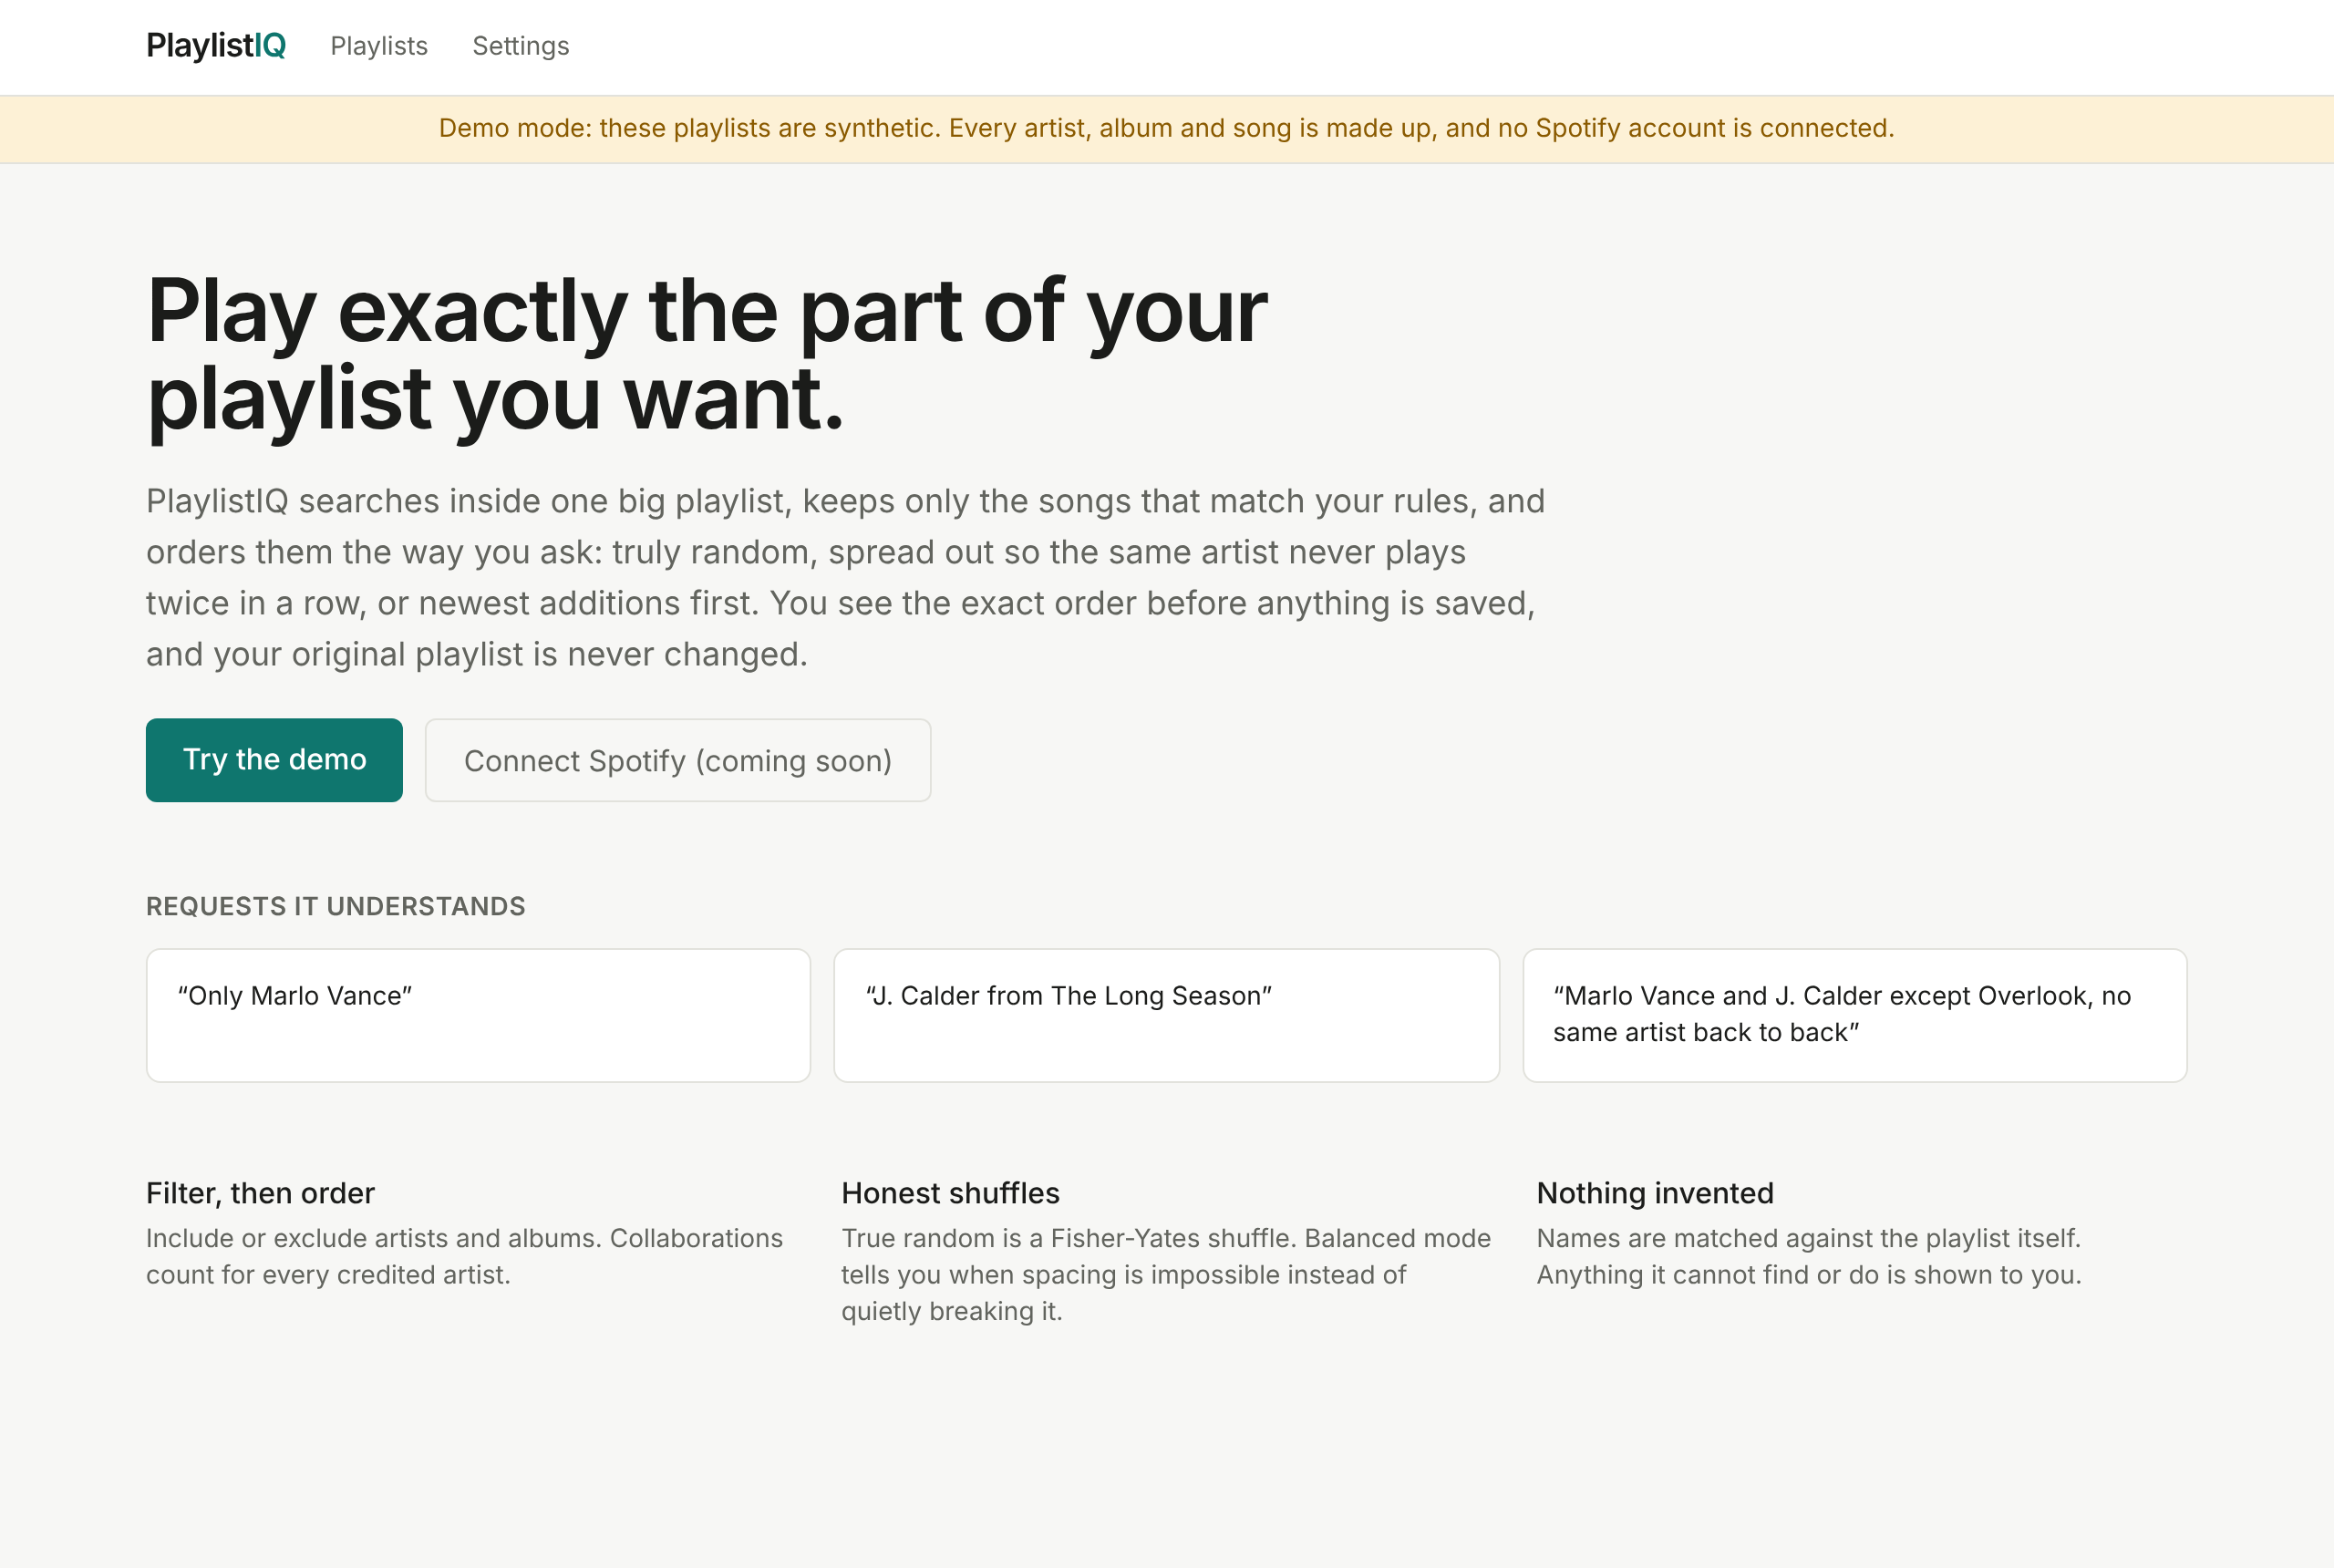 PlaylistIQ Playlists Settings
Demo mode: these playlists are synthetic. Every artist, album and song is made up, and no Spotify account is connected.
Play exactly the part of your
playlist you want.
PlaylistIQ searches inside one big playlist, keeps only the songs that match your rules, and
orders them the way you ask: truly random, spread out so the same artist never plays
twice in a row, or newest additions first. You see the exact order before anything is saved,
and your original playlist is never changed.
Try the demo
Connect Spotify (coming soon)
REQUESTS IT UNDERSTANDS
“Only Marlo Vance”
“J. Calder from The Long Season”
“Marlo Vance and J. Calder except Overlook, no
same artist back to back”
Filter, then order
Include or exclude artists and albums. Collaborations
count for every credited artist.
Honest shuffles
True random is a Fisher-Yates shuffle. Balanced mode
tells you when spacing is impossible instead of
quietly breaking it.
Nothing invented
Names are matched against the playlist itself.
Anything it cannot find or do is shown to you.